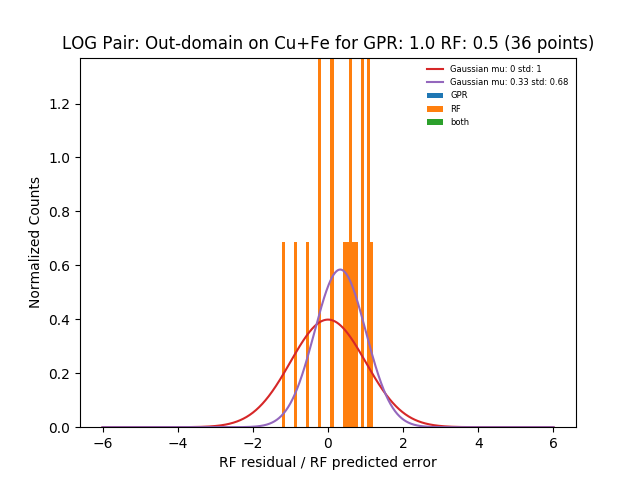 LOG Pair: Out-domain on Cu+Fe for GPR: 1.0 RF: 0.5 (36 points)
Gaussian mu: 0 std: 1
Gaussian mu: 0.33 std: 0.68
GPR
RF
both
Normalized Counts
1.2
1.0
0.8
0.6
0.4
0.2
0.0
−6 −4 −2 0 2 4 6
RF residual / RF predicted error